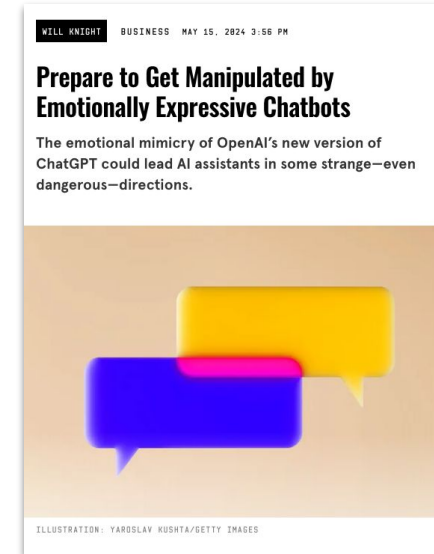 WILL KNIGHT BUSINESS MAY 15, 2024 3:56 PM
Prepare to Get Manipulated by
Emotionally Expressive Chatbots
The emotional mimicry of OpenAI's new version of
ChatGPT could lead AI assistants in some strange—even
dangerous—directions.
ILLUSTRATION: YAROSLAV KUSHTA/GETTY IMAGES